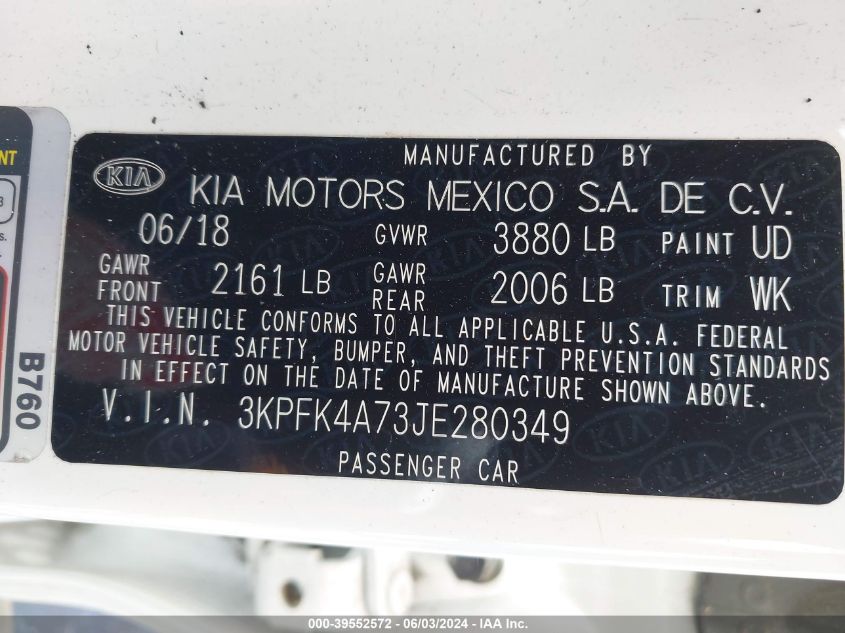 MANUFACTURED BY
KIA KIA MOTORS MEXICO S.A. DE C.V.
06/18 GVWR 3880 LB PAINT UD
GAWR FRONT 2161 LB GAWR REAR 2006 LB TRIM WK
THIS VEHICLE CONFORMS TO ALL APPLICABLE U.S.A. FEDERAL
MOTOR VEHICLE SAFETY, BUMPER, AND THEFT PREVENTION STANDARDS
IN EFFECT ON THE DATE OF MANUFACTURE SHOWN ABOVE.
V.I.N. 3KPFK4A73JE280349
PASSENGER CAR
B760
000-39552572 - 06/03/2024 - IAA Inc.